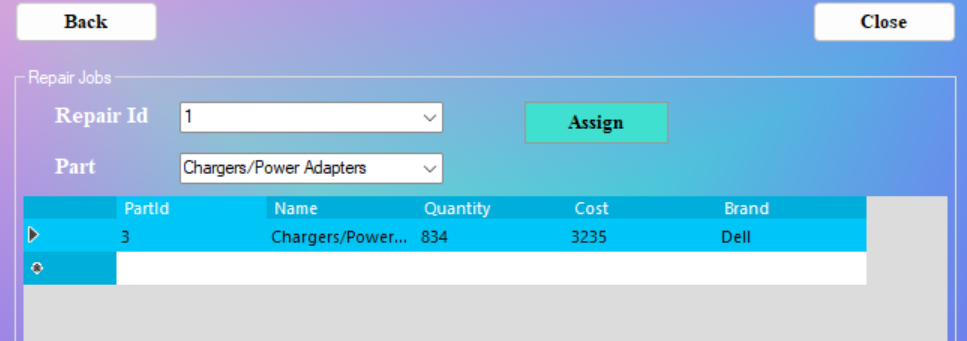 Back Close
Repair Jobs
Repair Id 1 Assign
Part Chargers/Power Adapters
PartId Name Quantity Cost Brand
3 Chargers/Power... 834 3235 Dell